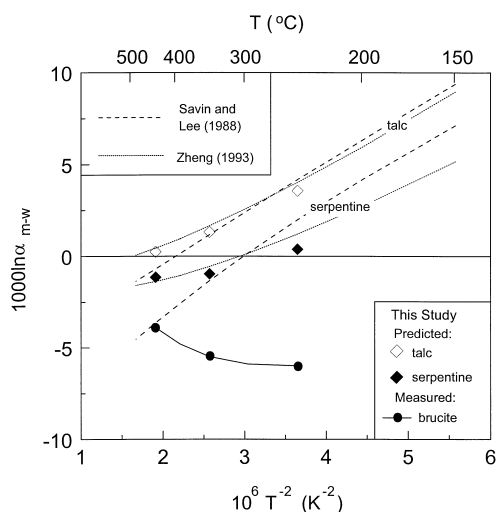 T (°C)
500 400 300 200 150
10
5
0
-5
-10
1000lnα m-w
Savin and
Lee (1988)
Zheng (1993)
talc
serpentine
This Study
Predicted:
talc
serpentine
Measured:
brucite
1 2 3 4 5 6
10⁶ T⁻² (K⁻²)